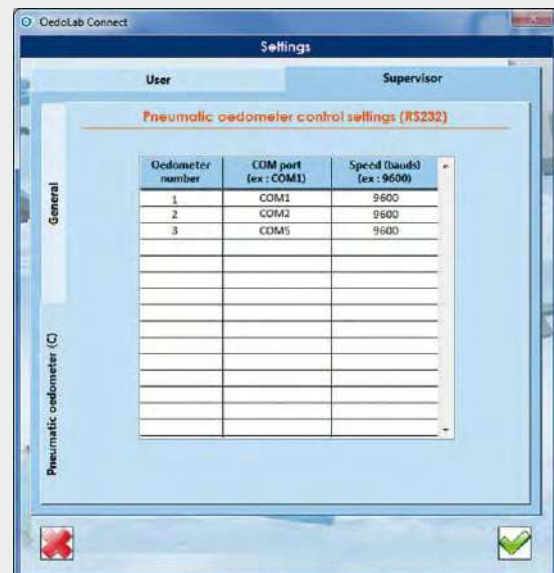 OedoLab Connect
Settings
User Supervisor
Pneumatic oedometer control settings (RS232)
General
Pneumatic oedometer (C)
Oedometer number COM port (ex : COM1) Speed (bauds) (ex : 9600)
1 COM1 9600
2 COM2 9600
3 COM5 9600